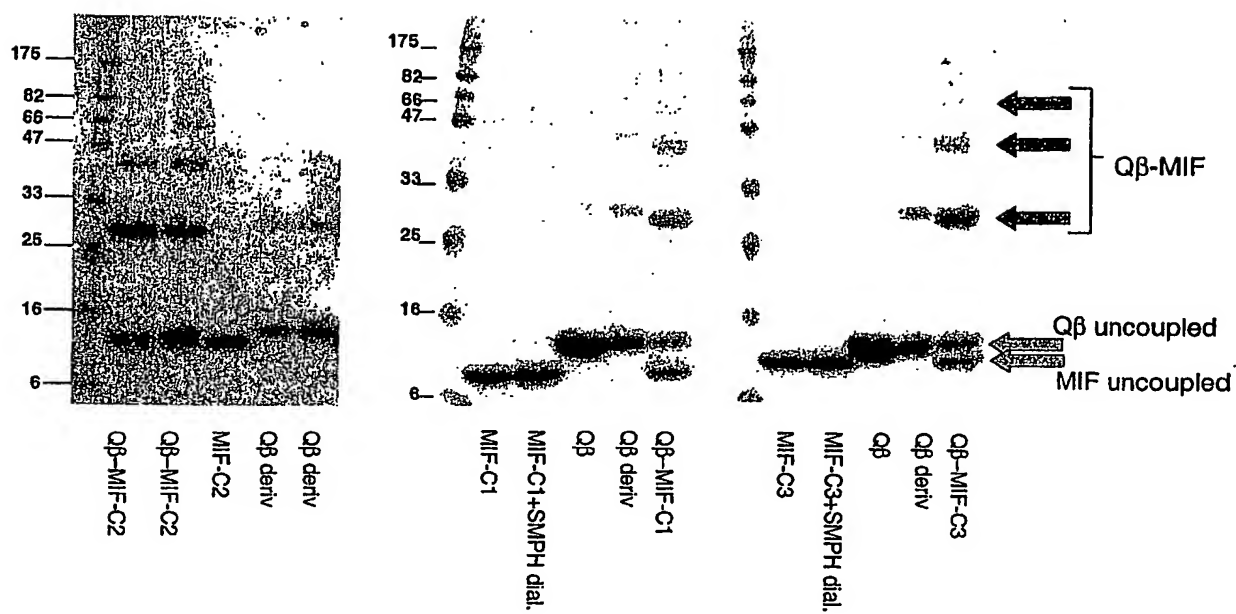 175
82
66
47
33
25
16
6
Qβ–MIF-C2
Qβ–MIF-C2
MIF-C2
Qβ deriv
Qβ deriv
175
82
66
47
33
25
16
6
MIF-C1
MIF-C1+SMPH dial.
Qβ
Qβ deriv
Qβ–MIF-C1
MIF-C3
MIF-C3+SMPH dial.
Qβ
Qβ deriv
Qβ–MIF-C3
Qβ-MIF
Qβ uncoupled
MIF uncoupled